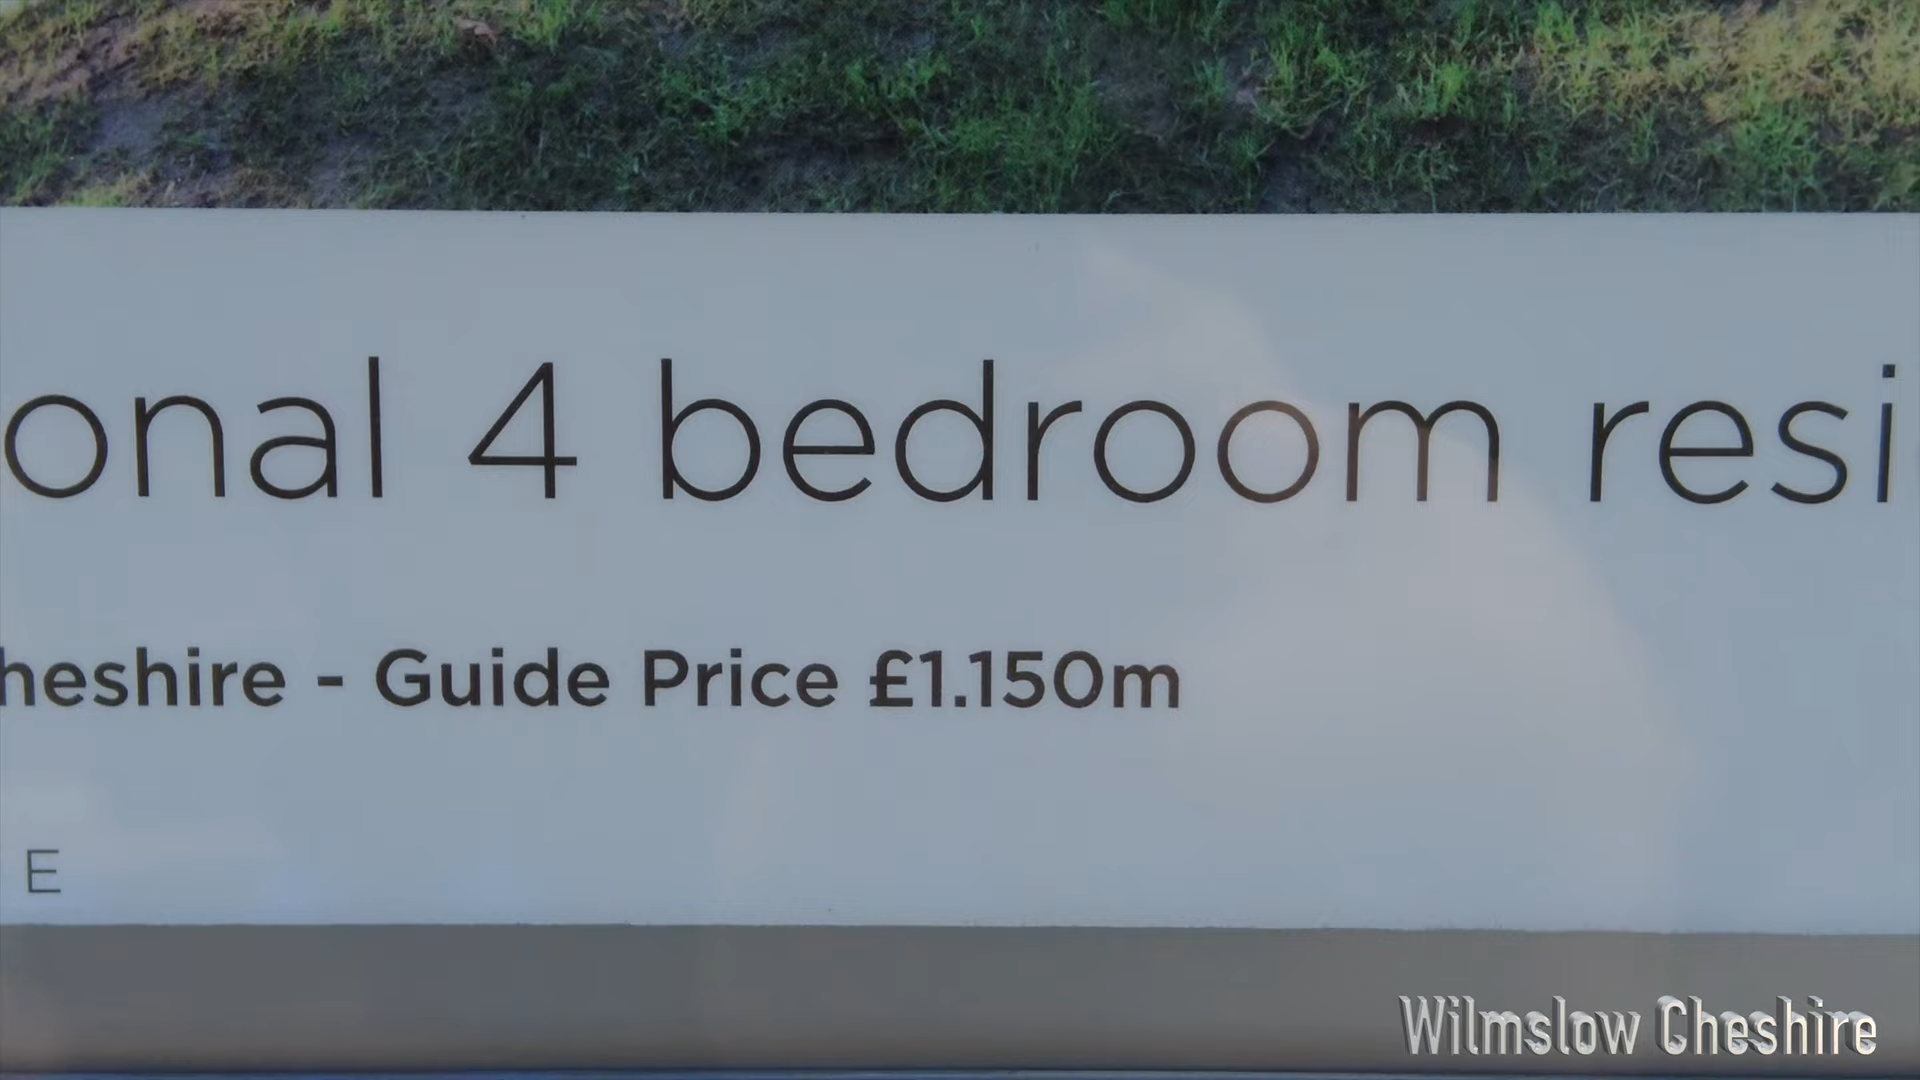 onal 4 bedroom resi
heshire - Guide Price £1.150m
E
Wilmslow Cheshire